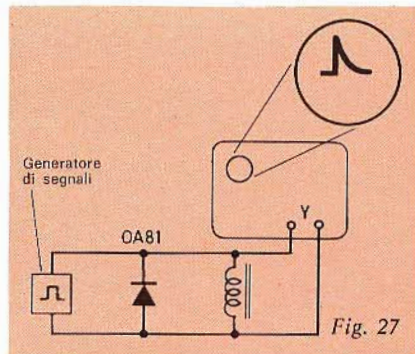 Generatore
di segnali
OA81
Y
Fig. 27